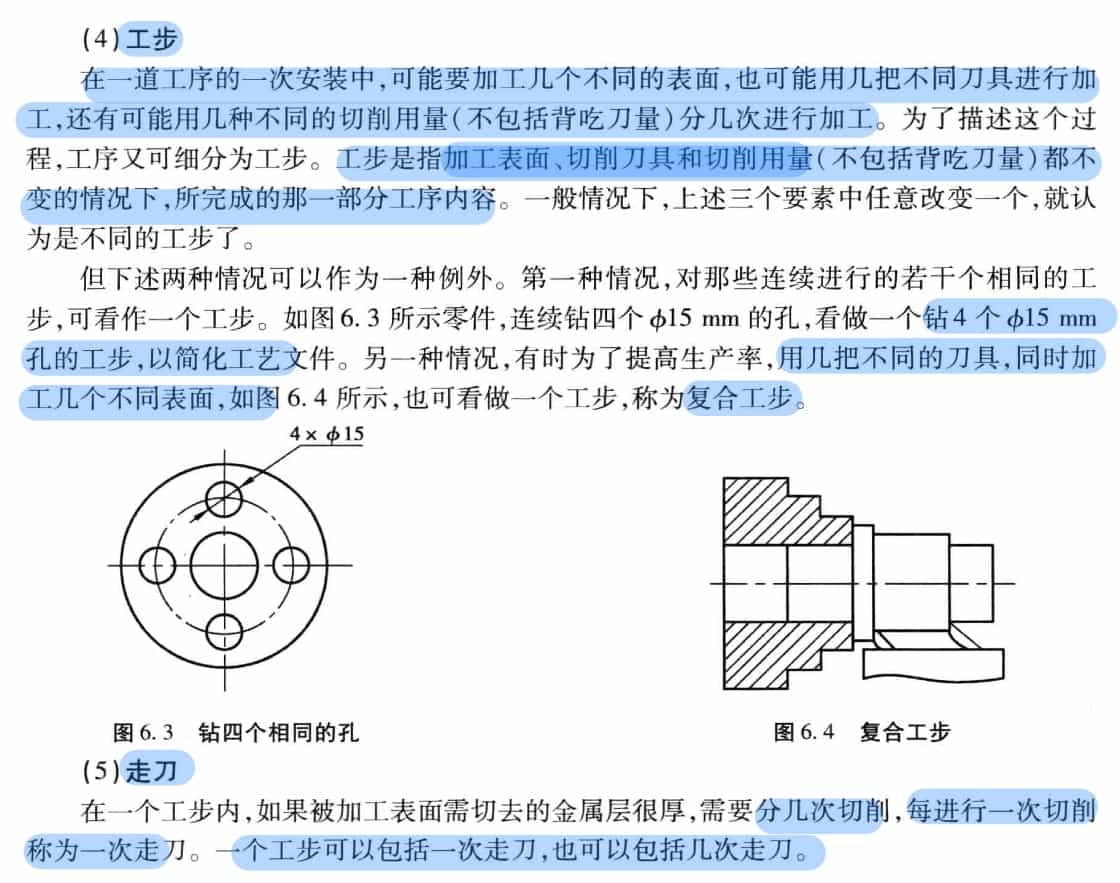 (4)工步
在一道工序的一次安装中,可能要加工几个不同的表面,也可能用几把不同刀具进行加
工,还有可能用几种不同的切削用量(不包括背吃刀量)分几次进行加工。为了描述这个过
程,工序又可细分为工步。工步是指加工表面、切削刀具和切削用量(不包括背吃刀量)都不
变的情况下,所完成的那一部分工序内容。一般情况下,上述三个要素中任意改变一个,就认
为是不同的工步了。
但下述两种情况可以作为一种例外。第一种情况,对那些连续进行的若干个相同的工
步,可看作一个工步。如图6.3所示零件,连续钻四个ϕ15 mm的孔,看做一个钻4个ϕ15 mm
孔的工步,以简化工艺文件。另一种情况,有时为了提高生产率,用几把不同的刀具,同时加
工几个不同表面,如图6.4所示,也可看做一个工步,称为复合工步。
4×ϕ15
图6.3 钻四个相同的孔
图6.4 复合工步
(5)走刀
在一个工步内,如果被加工表面需切去的金属层很厚,需要分几次切削,每进行一次切削
称为一次走刀。一个工步可以包括一次走刀,也可以包括几次走刀。